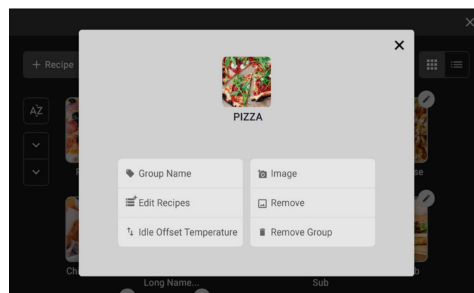 + Recipe
AZ
PIZZA
Group Name
Image
Edit Recipes
Remove
Idle Offset Temperature
Remove Group
Long Name...
Sub